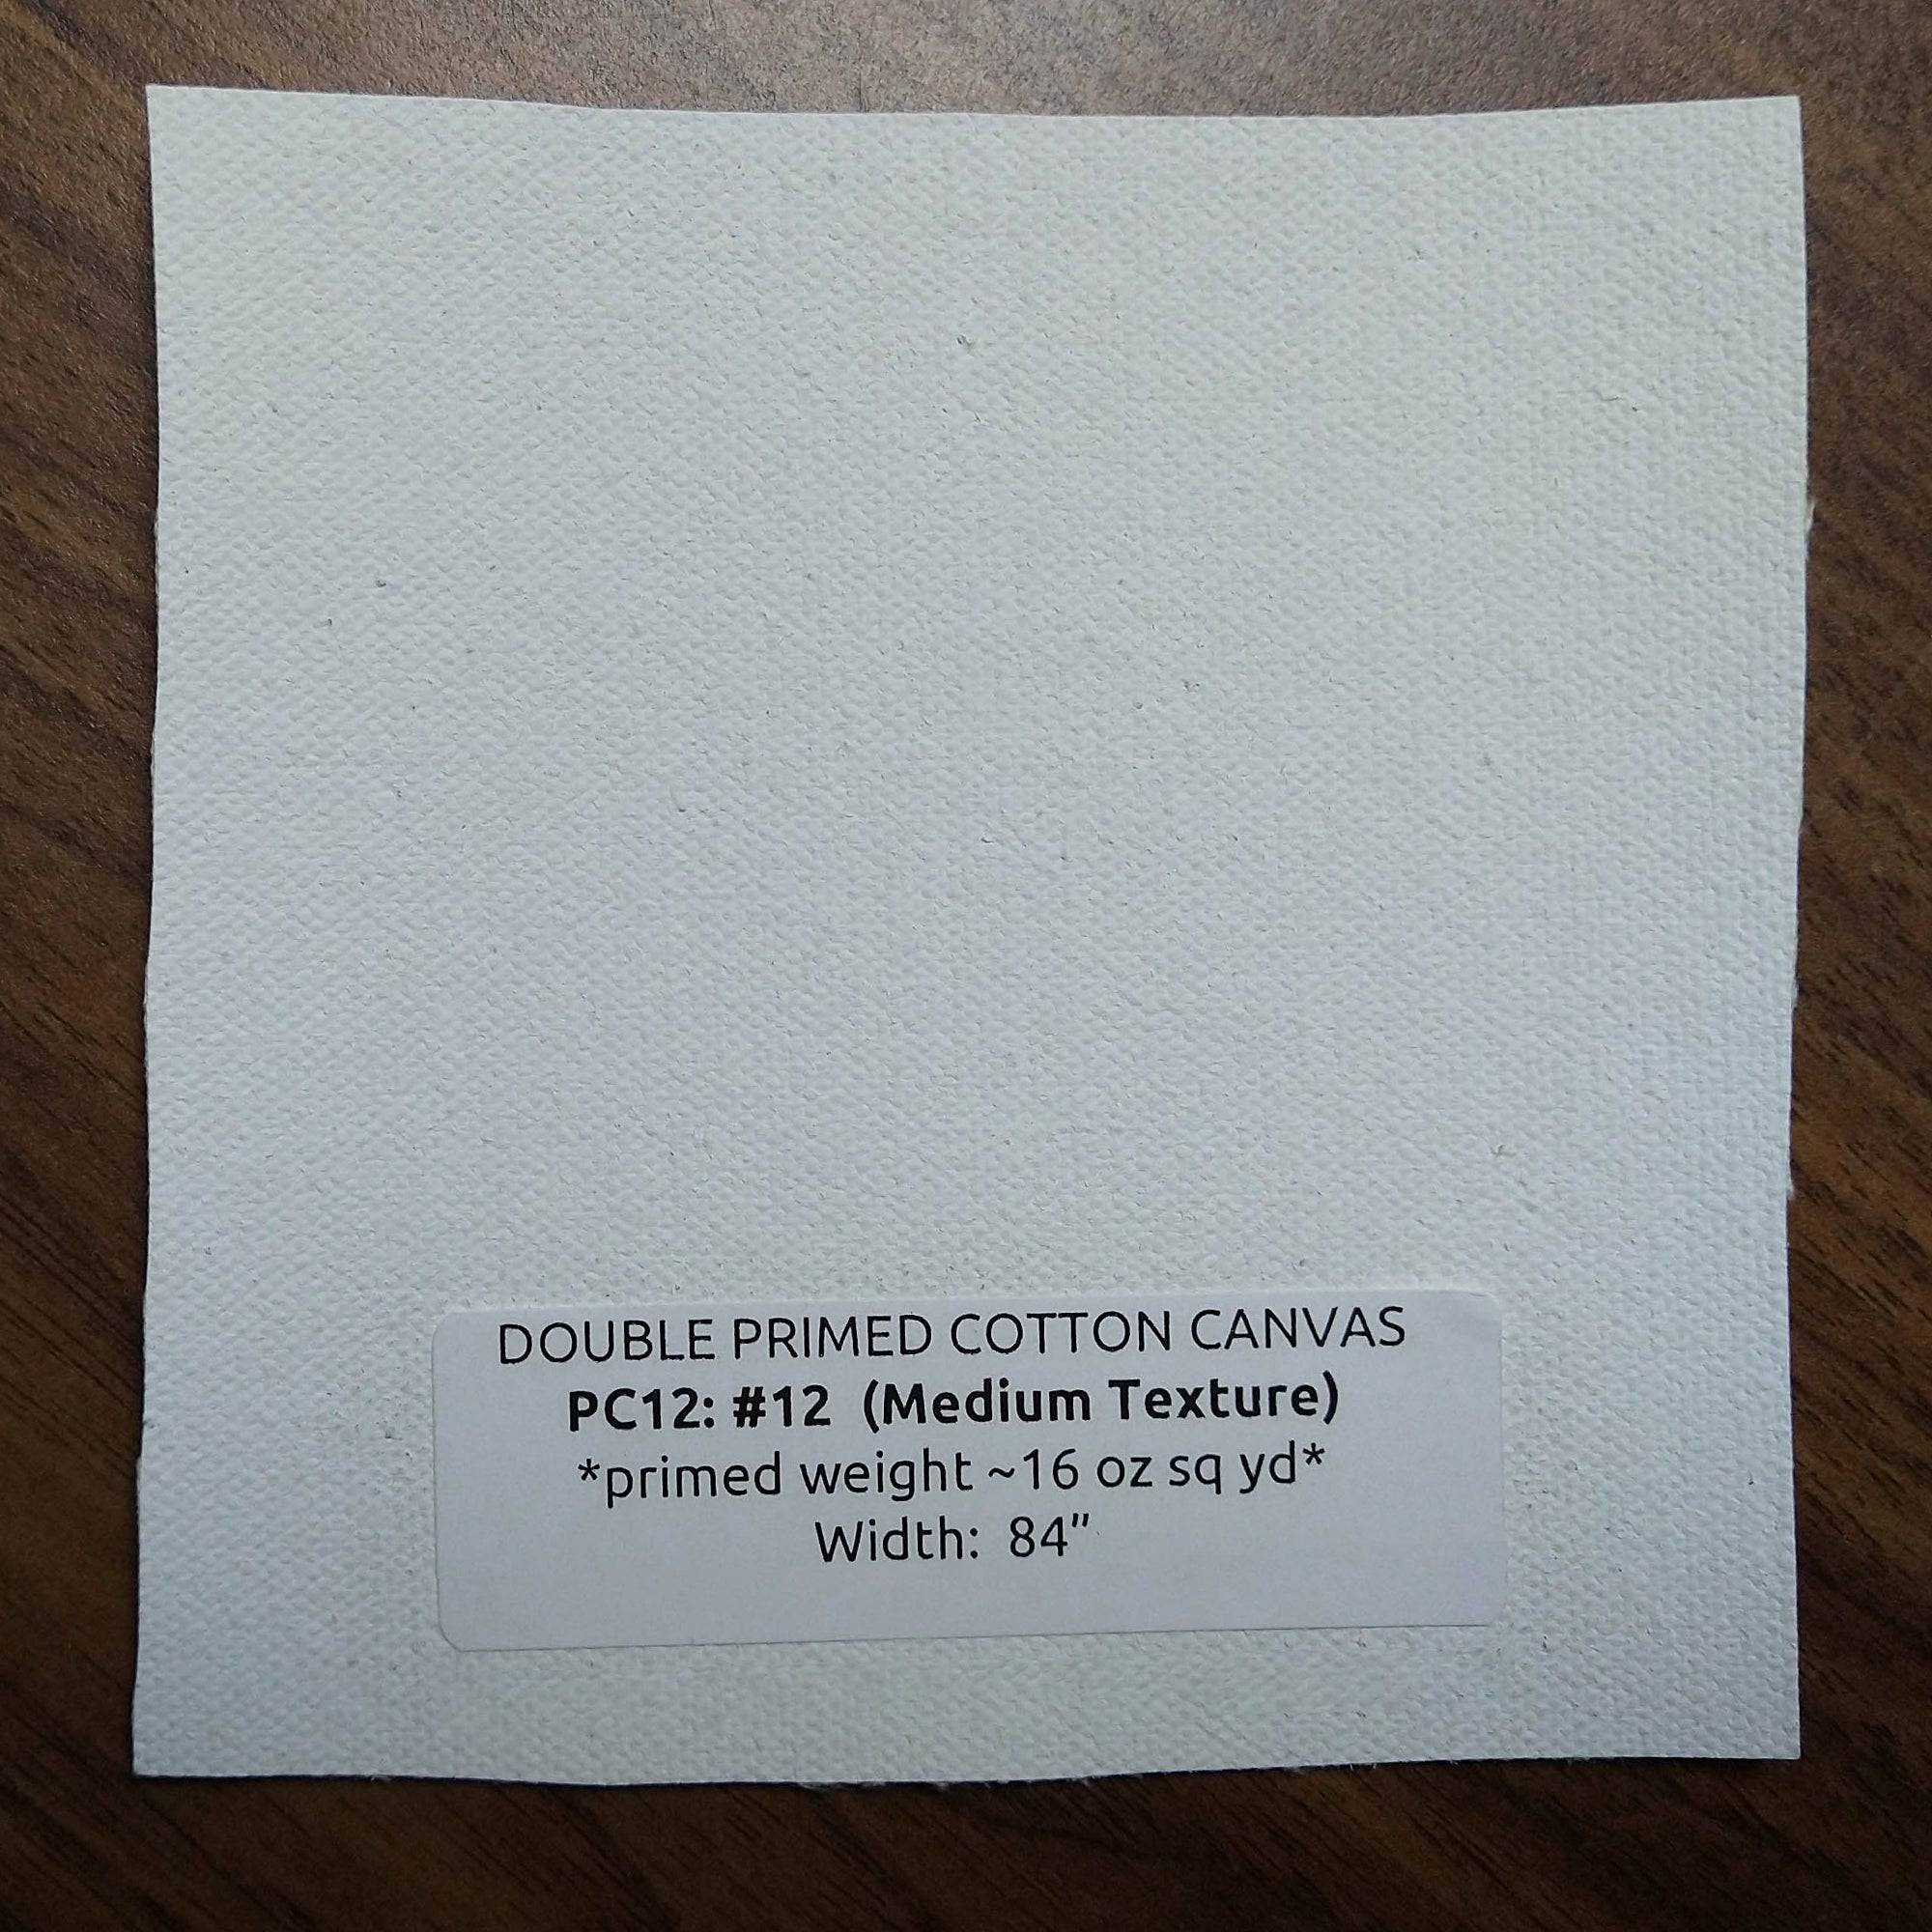 DOUBLE PRIMED COTTON CANVAS
PC12: #12 (Medium Texture)
*primed weight ~16 oz sq yd*
Width: 84"